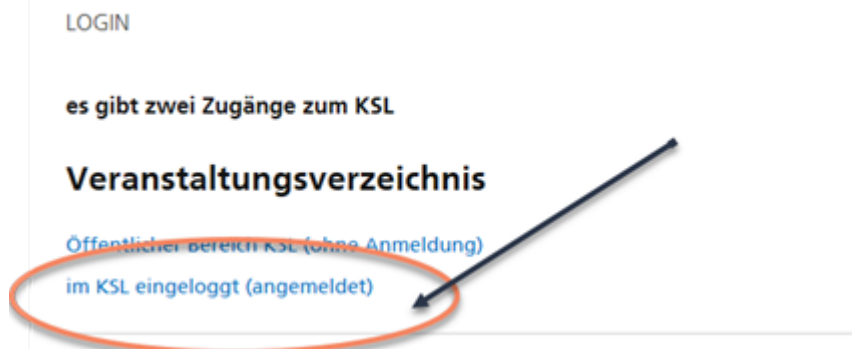 LOGIN
es gibt zwei Zugänge zum KSL
Veranstaltungsverzeichnis
Öffentlicher Bereich KSL (ohne Anmeldung)
im KSL eingeloggt (angemeldet)